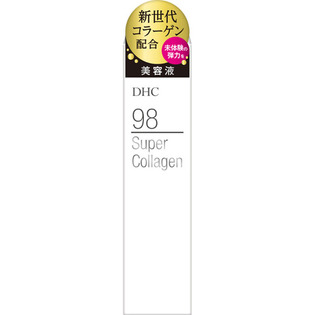 新世代
コラーゲン
配合
未体験の
弾力を
美容液
DHC
98
Super
Collagen